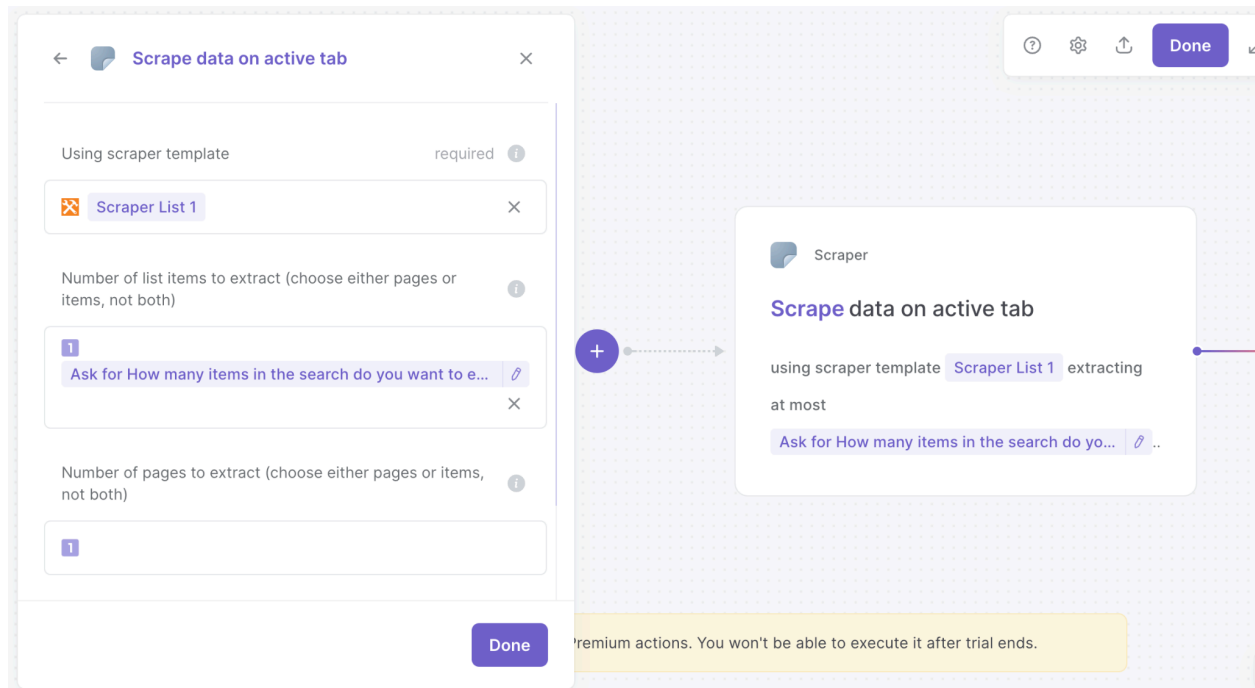 Scrape data on active tab
Using scraper template required
Scraper List 1
Number of list items to extract (choose either pages or
items, not both)
1
Ask for How many items in the search do you want to e...
Number of pages to extract (choose either pages or items,
not both)
1
Done
Done
Scraper
Scrape data on active tab
using scraper template Scraper List 1 extracting
at most
Ask for How many items in the search do yo... ..
Premium actions. You won't be able to execute it after trial ends.